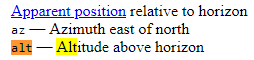 Apparent position relative to horizon
az — Azimuth east of north
alt — Altitude above horizon